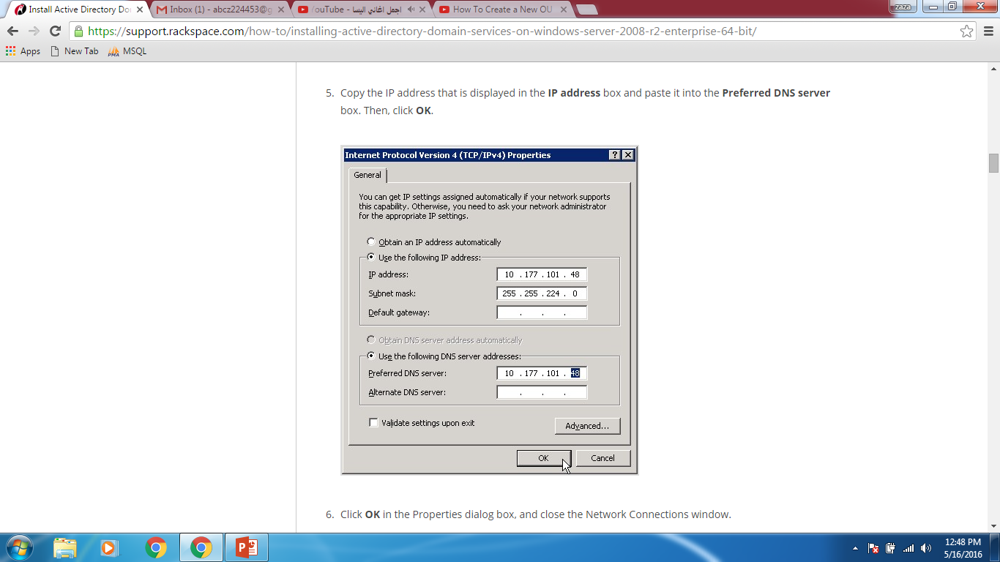 Install Active Directory Do
Inbox (1) - abcz224453@g
YouTube - اجمل اغاني اليسا
How To Create a New OU
zaza
https://support.rackspace.com/how-to/installing-active-directory-domain-services-on-windows-server-2008-r2-enterprise-64-bit/
Apps
New Tab
MSQL
5. Copy the IP address that is displayed in the IP address box and paste it into the Preferred DNS server
box. Then, click OK.
Internet Protocol Version 4 (TCP/IPv4) Properties
General
You can get IP settings assigned automatically if your network supports
this capability. Otherwise, you need to ask your network administrator
for the appropriate IP settings.
Obtain an IP address automatically
Use the following IP address:
IP address: 10 . 177 . 101 . 48
Subnet mask: 255 . 255 . 224 . 0
Default gateway: . . .
Obtain DNS server address automatically
Use the following DNS server addresses:
Preferred DNS server: 10 . 177 . 101 . 48
Alternate DNS server: . . .
Validate settings upon exit
Advanced...
OK
Cancel
6. Click OK in the Properties dialog box, and close the Network Connections window.
12:48 PM
5/16/2016